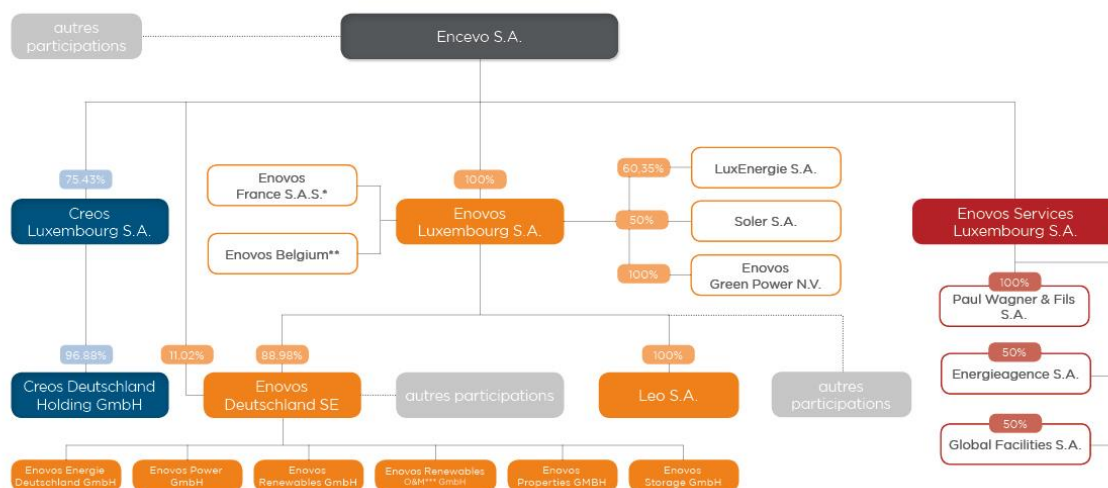 autres
participations
Encevo S.A.
75.43%
Creos
Luxembourg S.A.
Enovos
France S.A.S.*
Enovos Belgium**
100%
Enovos
Luxembourg S.A.
60,35%
LuxEnergie S.A.
50%
Soler S.A.
100%
Enovos
Green Power N.V.
Enovos Services
Luxembourg S.A.
100%
Paul Wagner & Fils
S.A.
50%
Energieagence S.A.
50%
Global Facilities S.A.
96.88%
Creos Deutschland
Holding GmbH
11.02%
88.98%
Enovos
Deutschland SE
autres participations
100%
Leo S.A.
autres
participations
Enovos Energie
Deutschland GmbH
Enovos Power
GmbH
Enovos
Renewables GmbH
Enovos Renewables
O&M*** GmbH
Enovos
Properties GMBH
Enovos
Storage GmbH